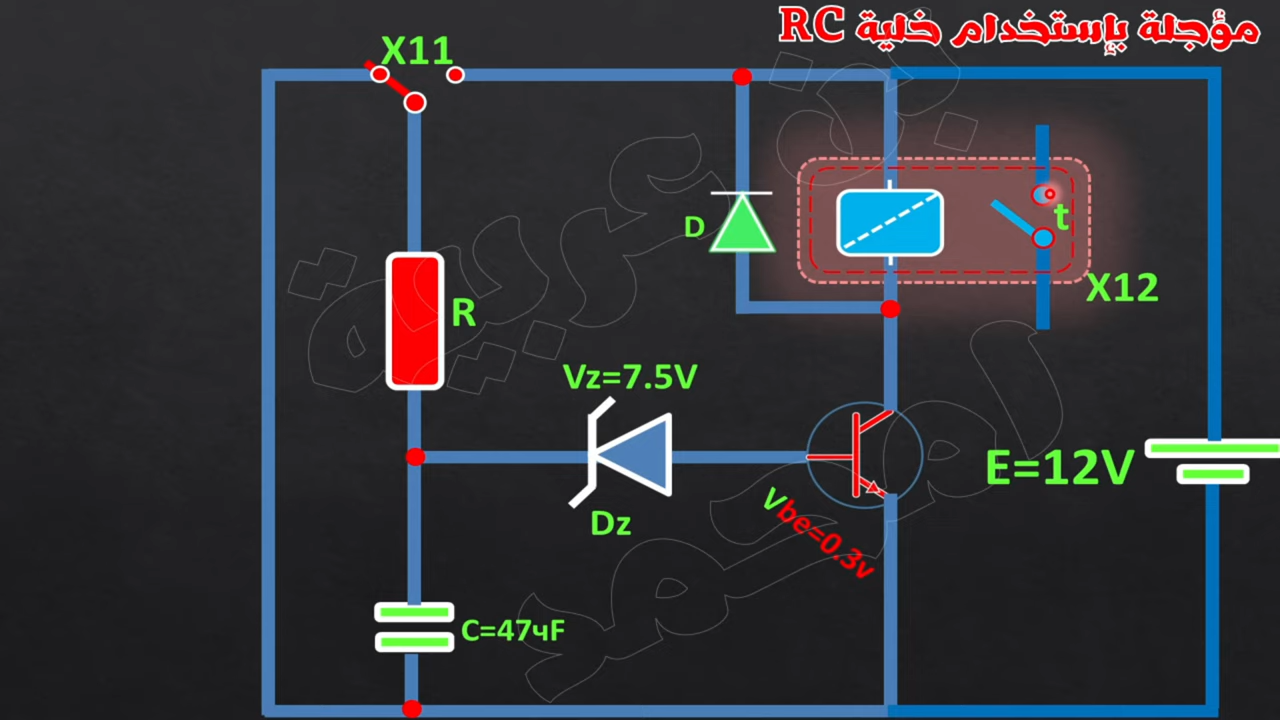 مؤجلة بإستخدام خلية RC
X11
D
t
X12
R
Vz=7.5V
E=12V
Dz
Vbe=0.3v
C=47чF